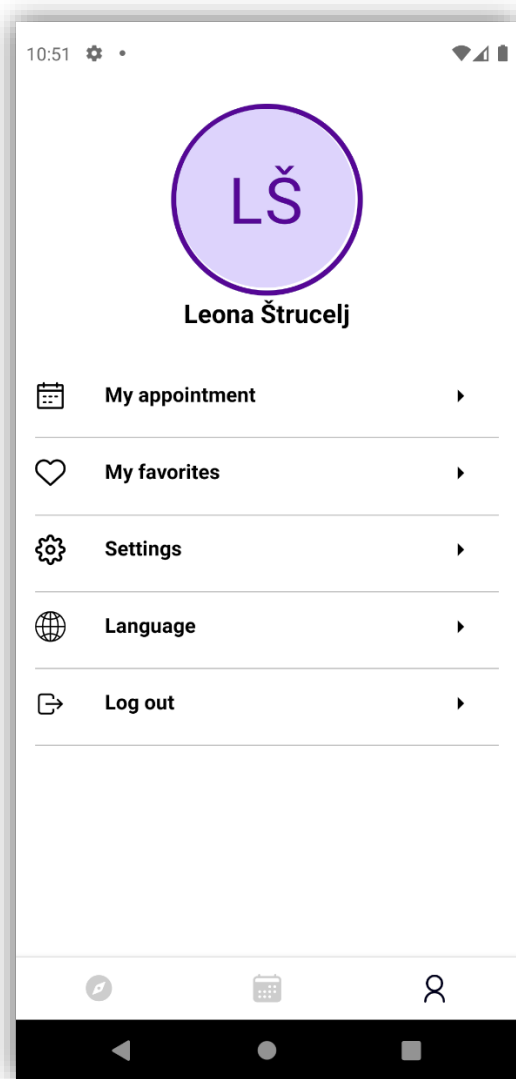 10:51
LŠ
Leona Štrucelj
My appointment
My favorites
Settings
Language
Log out